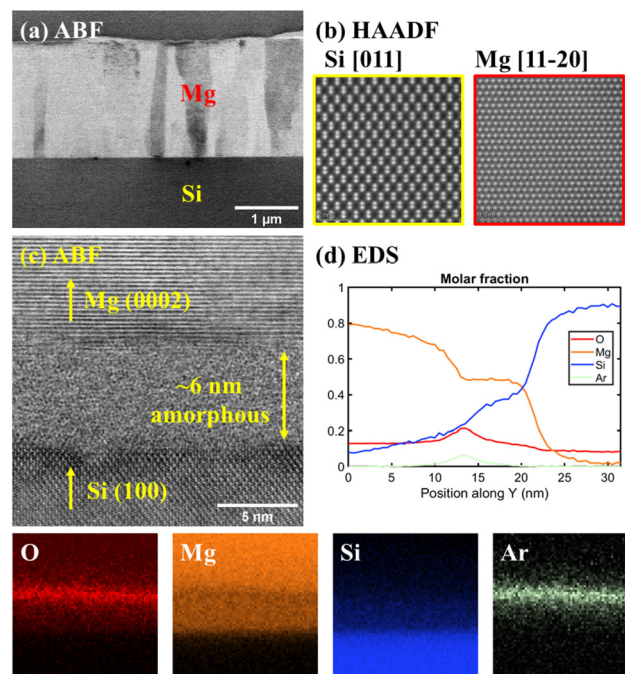 (a) ABF
Mg
Si
1 μm
(b) HAADF
Si [011]
Mg [11-20]
(c) ABF
Mg (0002)
~6 nm
amorphous
Si (100)
5 nm
(d) EDS
Molar fraction
1
0.8
0.6
0.4
0.2
0
0 5 10 15 20 25 30
Position along Y (nm)
O
Mg
Si
Ar
O
Mg
Si
Ar